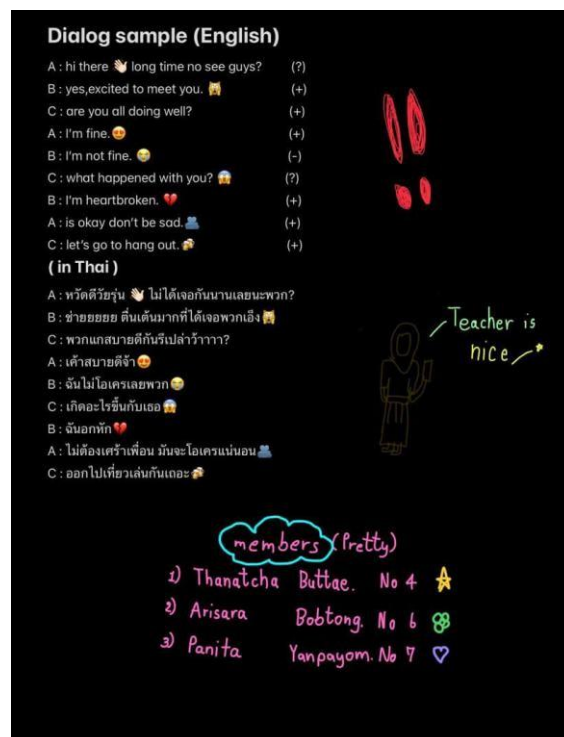 Dialog sample (English)
A : hi there 👋🏻 long time no see guys? (?)
B : yes,excited to meet you. 🙀 (+)
C : are you all doing well? (+)
A : I'm fine.😍 (+)
B : I'm not fine. 😂 (-)
C : what happened with you? 😱 (?)
B : I'm heartbroken. 💔 (+)
A : is okay don't be sad.🫂 (+)
C : let's go to hang out.🍻 (+)
( in Thai )
A : หวัดดีวัยรุ่น 👋🏻 ไม่ได้เจอกันนานเลยนะพวก?
B : ช่ายยยยย ตื่นเต้นมากที่ได้เจอพวกเอ็ง🙀
C : พวกแกสบายดีกันรึเปล่าว้าาาา?
A : เค้าสบายดีจ้า😍
B : ฉันไม่โอเครเลยพวก😂
C : เกิดอะไรขึ้นกับเธอ😱
B : ฉันอกหัก💔
A : ไม่ต้องเศร้าเพื่อน มันจะโอเครแน่นอน🫂
C : ออกไปเที่ยวเล่นกันเถอะ🍻
!!
Teacher is
nice
members (Pretty)
1) Thanatcha Buttae. No 4
2) Arisara Bobtong. No 6
3) Panita Yanpayom. No 7